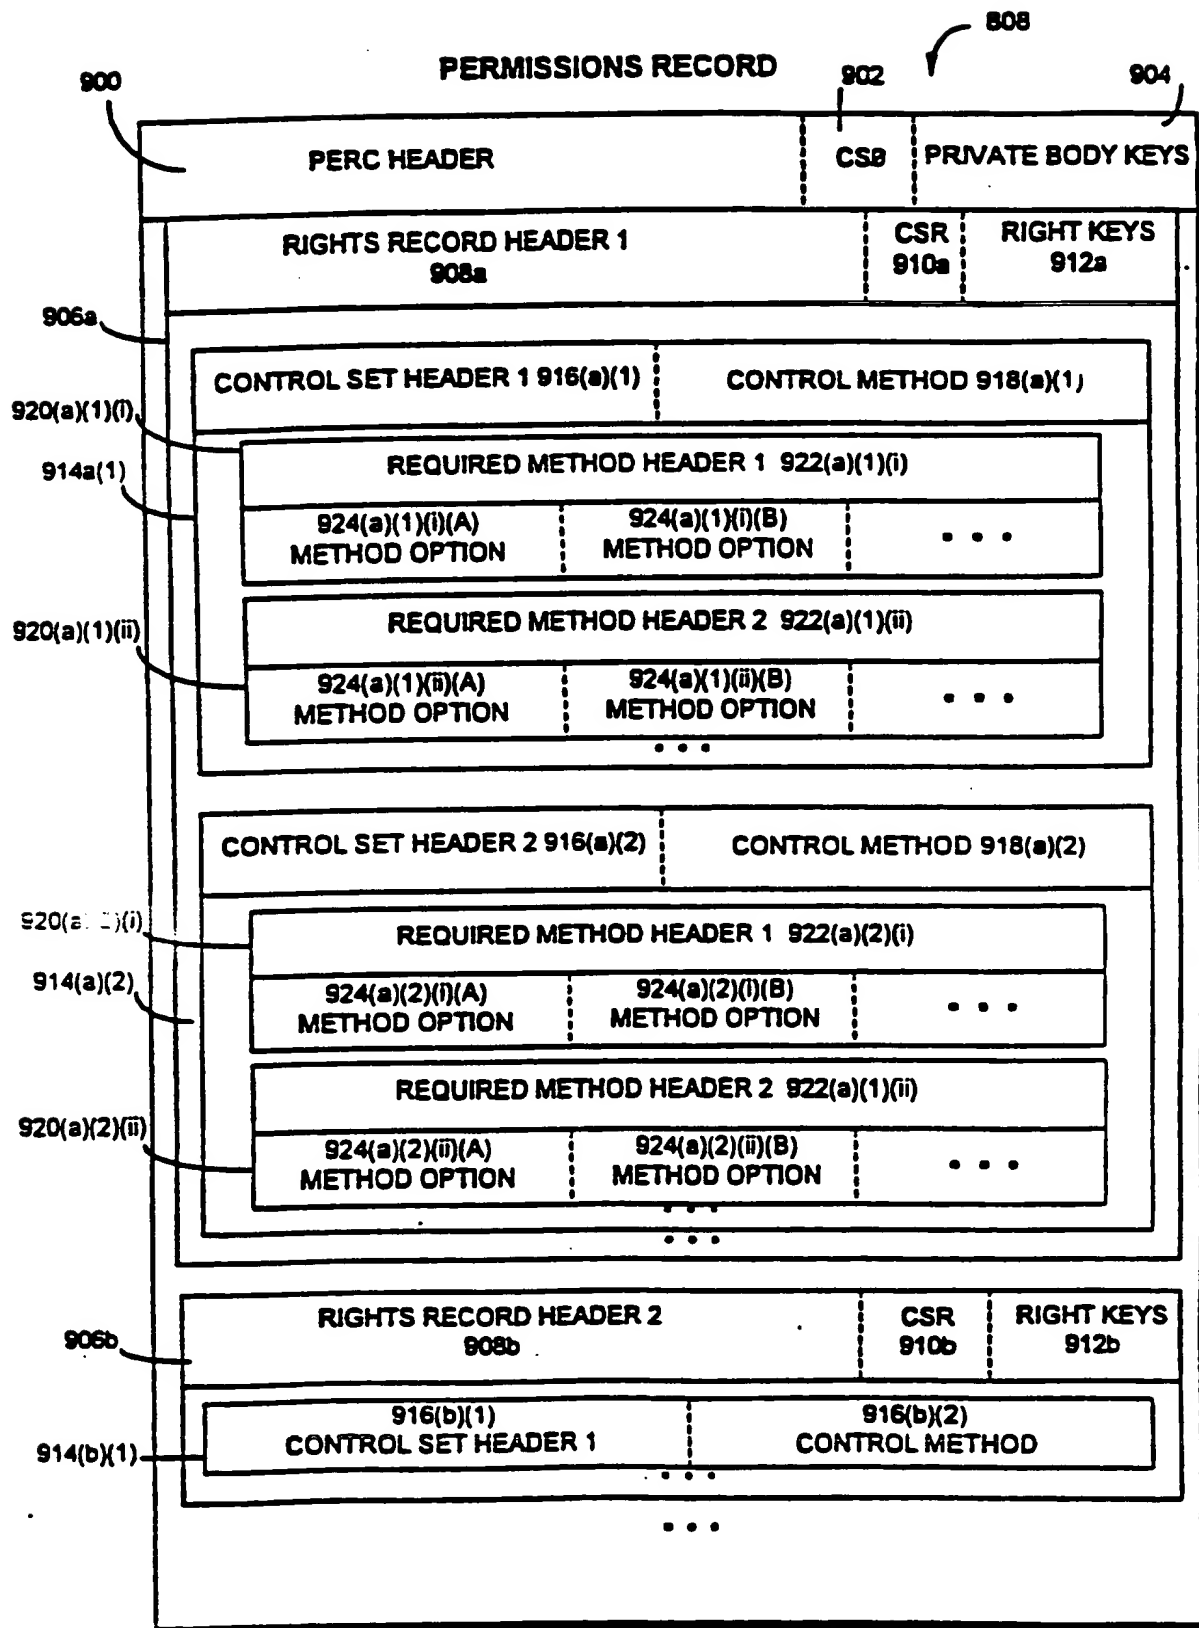 808
PERMISSIONS RECORD
900
902
904
PERC HEADER
CS0
PRIVATE BODY KEYS
RIGHTS RECORD HEADER 1
908a
CSR
910a
RIGHT KEYS
912a
906a
CONTROL SET HEADER 1 916(a)(1)
CONTROL METHOD 918(a)(1)
920(a)(1)(i)
914a(1)
REQUIRED METHOD HEADER 1 922(a)(1)(i)
924(a)(1)(i)(A)
METHOD OPTION
924(a)(1)(i)(B)
METHOD OPTION
• • •
920(a)(1)(ii)
REQUIRED METHOD HEADER 2 922(a)(1)(ii)
924(a)(1)(ii)(A)
METHOD OPTION
924(a)(1)(ii)(B)
METHOD OPTION
• • •
• • •
CONTROL SET HEADER 2 916(a)(2)
CONTROL METHOD 918(a)(2)
REQUIRED METHOD HEADER 1 922(a)(2)(i)
914(a)(2)
924(a)(2)(i)(A)
METHOD OPTION
924(a)(2)(i)(B)
METHOD OPTION
• • •
REQUIRED METHOD HEADER 2 922(a)(1)(ii)
920(a)(2)(ii)
924(a)(2)(ii)(A)
METHOD OPTION
924(a)(2)(ii)(B)
METHOD OPTION
• • •
• • •
• • •
RIGHTS RECORD HEADER 2
908b
CSR
910b
RIGHT KEYS
912b
906b
916(b)(1)
CONTROL SET HEADER 1
916(b)(2)
CONTROL METHOD
914(b)(1)
• • •
• • •